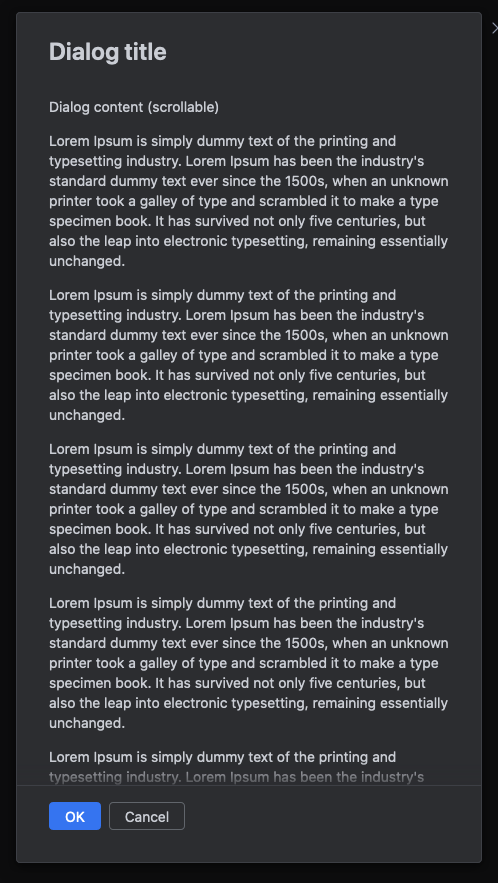 Dialog title
Dialog content (scrollable)
Lorem Ipsum is simply dummy text of the printing and
typesetting industry. Lorem Ipsum has been the industry's
standard dummy text ever since the 1500s, when an unknown
printer took a galley of type and scrambled it to make a type
specimen book. It has survived not only five centuries, but
also the leap into electronic typesetting, remaining essentially
unchanged.
Lorem Ipsum is simply dummy text of the printing and
typesetting industry. Lorem Ipsum has been the industry's
standard dummy text ever since the 1500s, when an unknown
printer took a galley of type and scrambled it to make a type
specimen book. It has survived not only five centuries, but
also the leap into electronic typesetting, remaining essentially
unchanged.
Lorem Ipsum is simply dummy text of the printing and
typesetting industry. Lorem Ipsum has been the industry's
standard dummy text ever since the 1500s, when an unknown
printer took a galley of type and scrambled it to make a type
specimen book. It has survived not only five centuries, but
also the leap into electronic typesetting, remaining essentially
unchanged.
Lorem Ipsum is simply dummy text of the printing and
typesetting industry. Lorem Ipsum has been the industry's
standard dummy text ever since the 1500s, when an unknown
printer took a galley of type and scrambled it to make a type
specimen book. It has survived not only five centuries, but
also the leap into electronic typesetting, remaining essentially
unchanged.
Lorem Ipsum is simply dummy text of the printing and
typesetting industry. Lorem Ipsum has been the industry's
OK Cancel